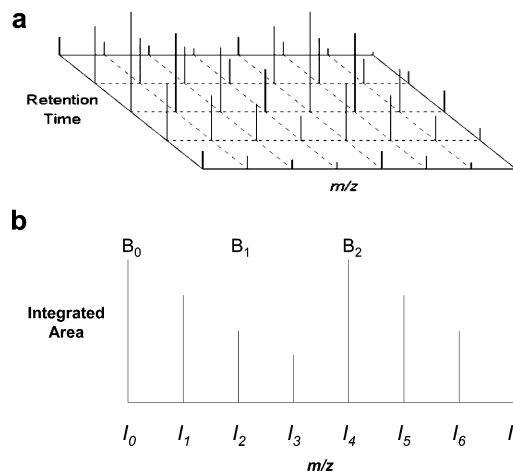 a
Retention
Time
m/z
b
B₀ B₁ B₂
Integrated
Area
I₀ I₁ I₂ I₃ I₄ I₅ I₆ I
m/z